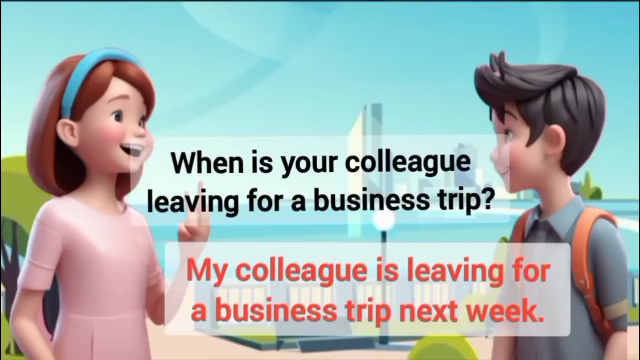 When is your colleague
leaving for a business trip?
My colleague is leaving for
a business trip next week.